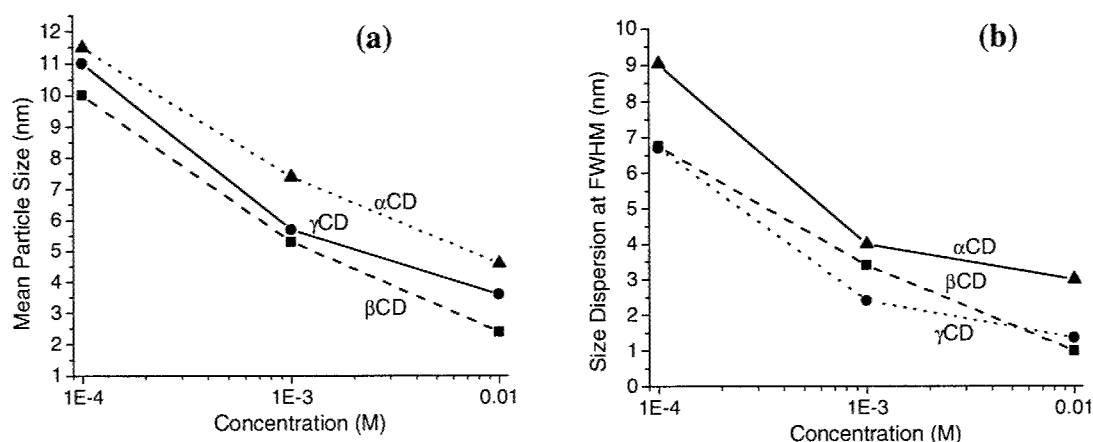 (a)
Mean Particle Size (nm)
12
11
10
9
8
7
6
5
4
3
2
1
αCD
γCD
βCD
1E-4
1E-3
0.01
Concentration (M)
(b)
Size Dispersion at FWHM (nm)
10
9
8
7
6
5
4
3
2
1
0
αCD
βCD
γCD
1E-4
1E-3
0.01
Concentration (M)